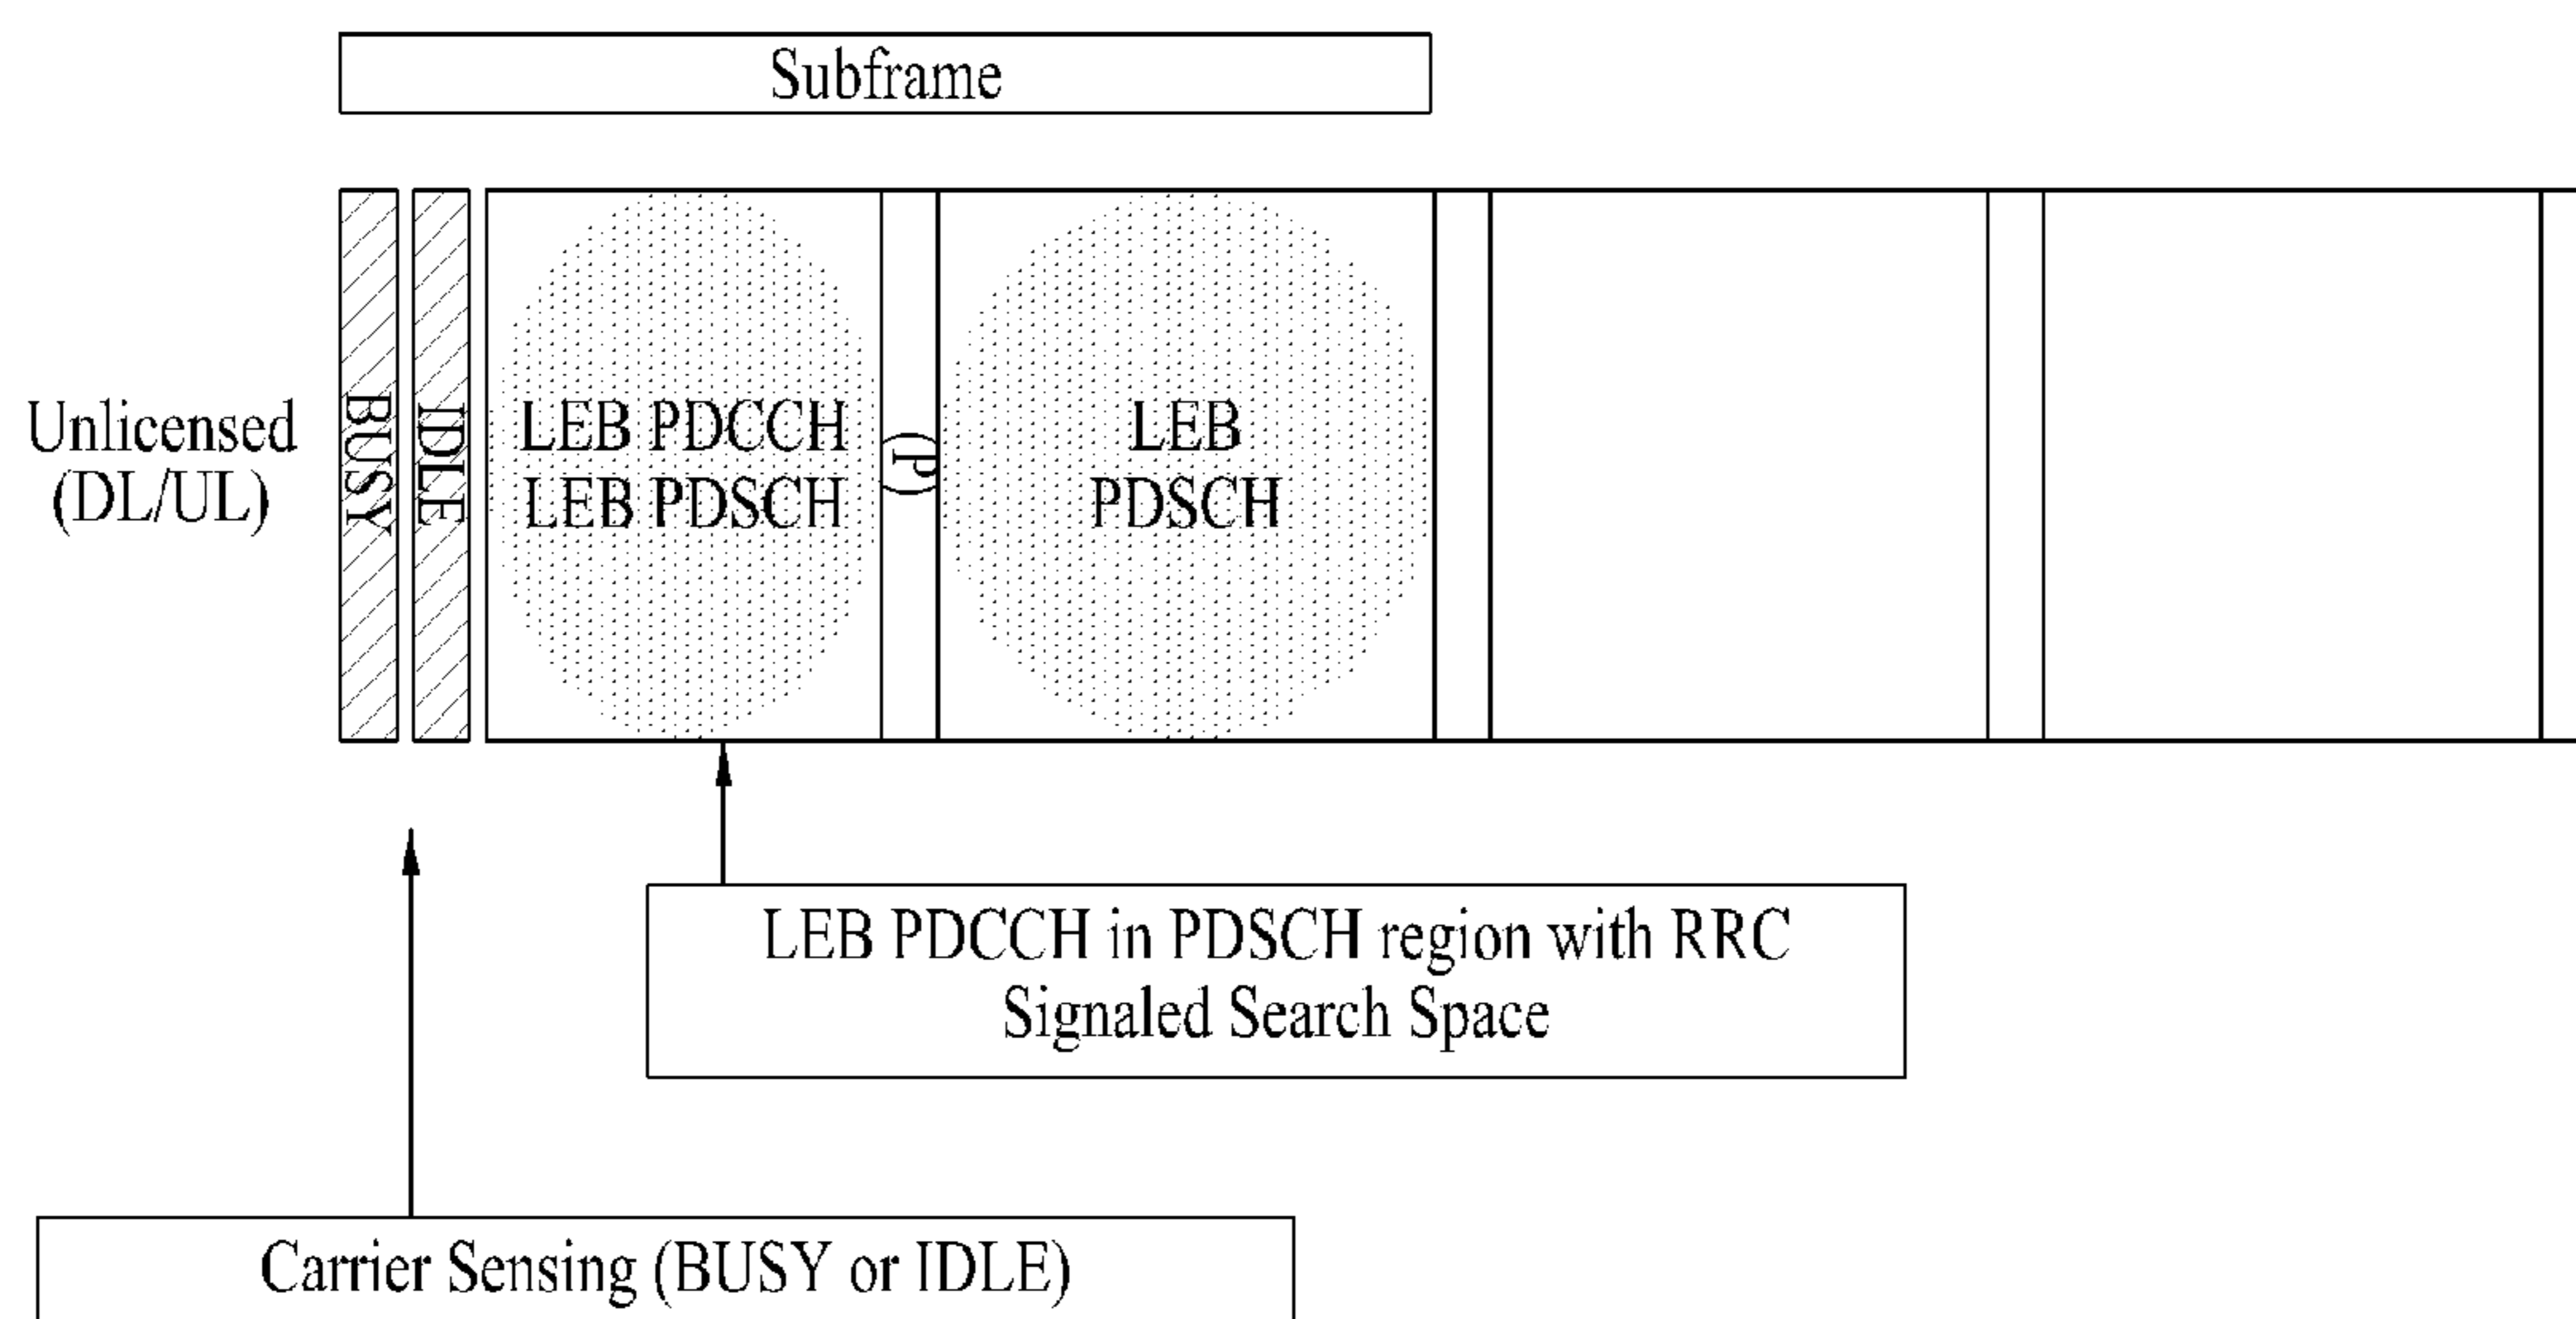 Subframe
Unlicensed
(DL/UL)
BUSY
IDLE
LEB PDCCH
LEB PDSCH
(P)
LEB
PDSCH
LEB PDCCH in PDSCH region with RRC
Signaled Search Space
Carrier Sensing (BUSY or IDLE)